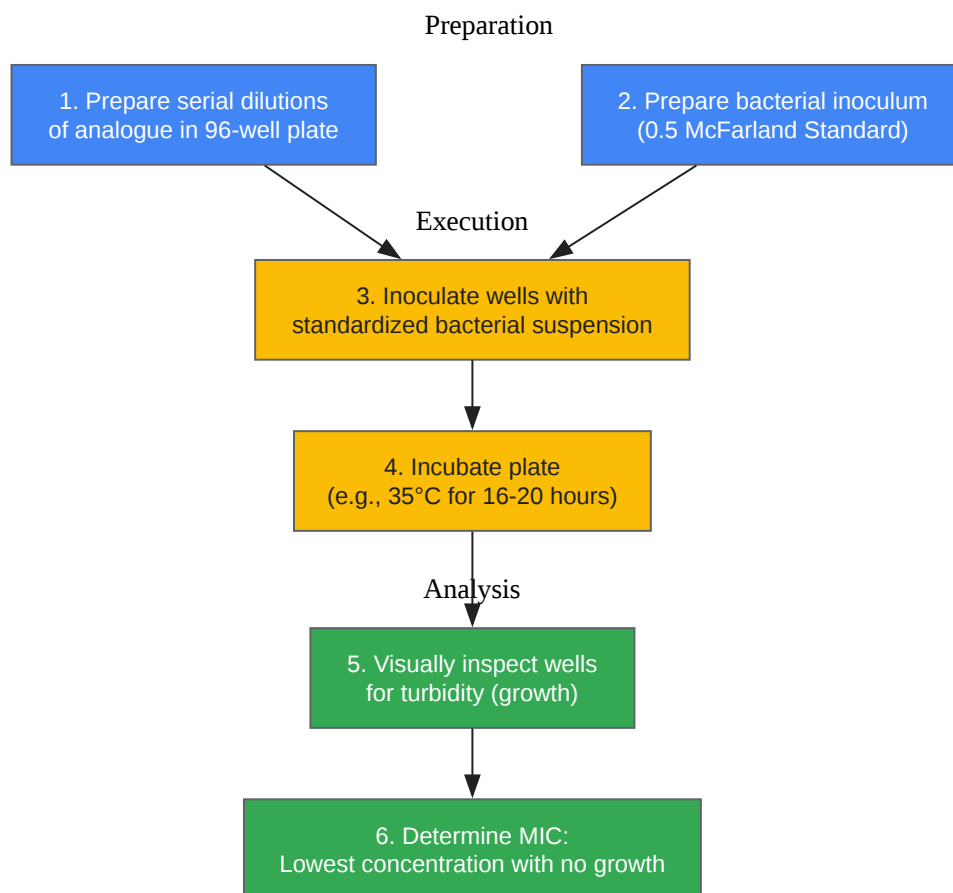 Preparation
1. Prepare serial dilutions
of analogue in 96-well plate
2. Prepare bacterial inoculum
(0.5 McFarland Standard)
Execution
3. Inoculate wells with
standardized bacterial suspension
4. Incubate plate
(e.g., 35°C for 16-20 hours)
Analysis
5. Visually inspect wells
for turbidity (growth)
6. Determine MIC:
Lowest concentration with no growth